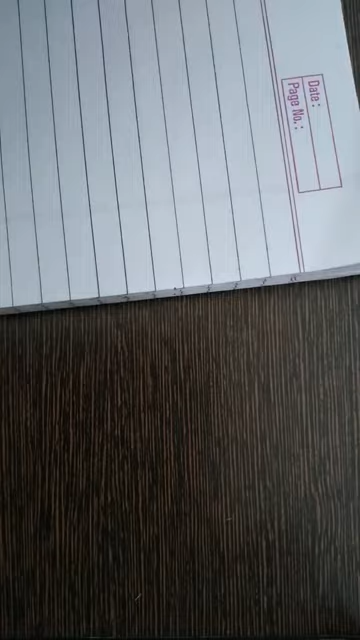 Date :
Page No. :